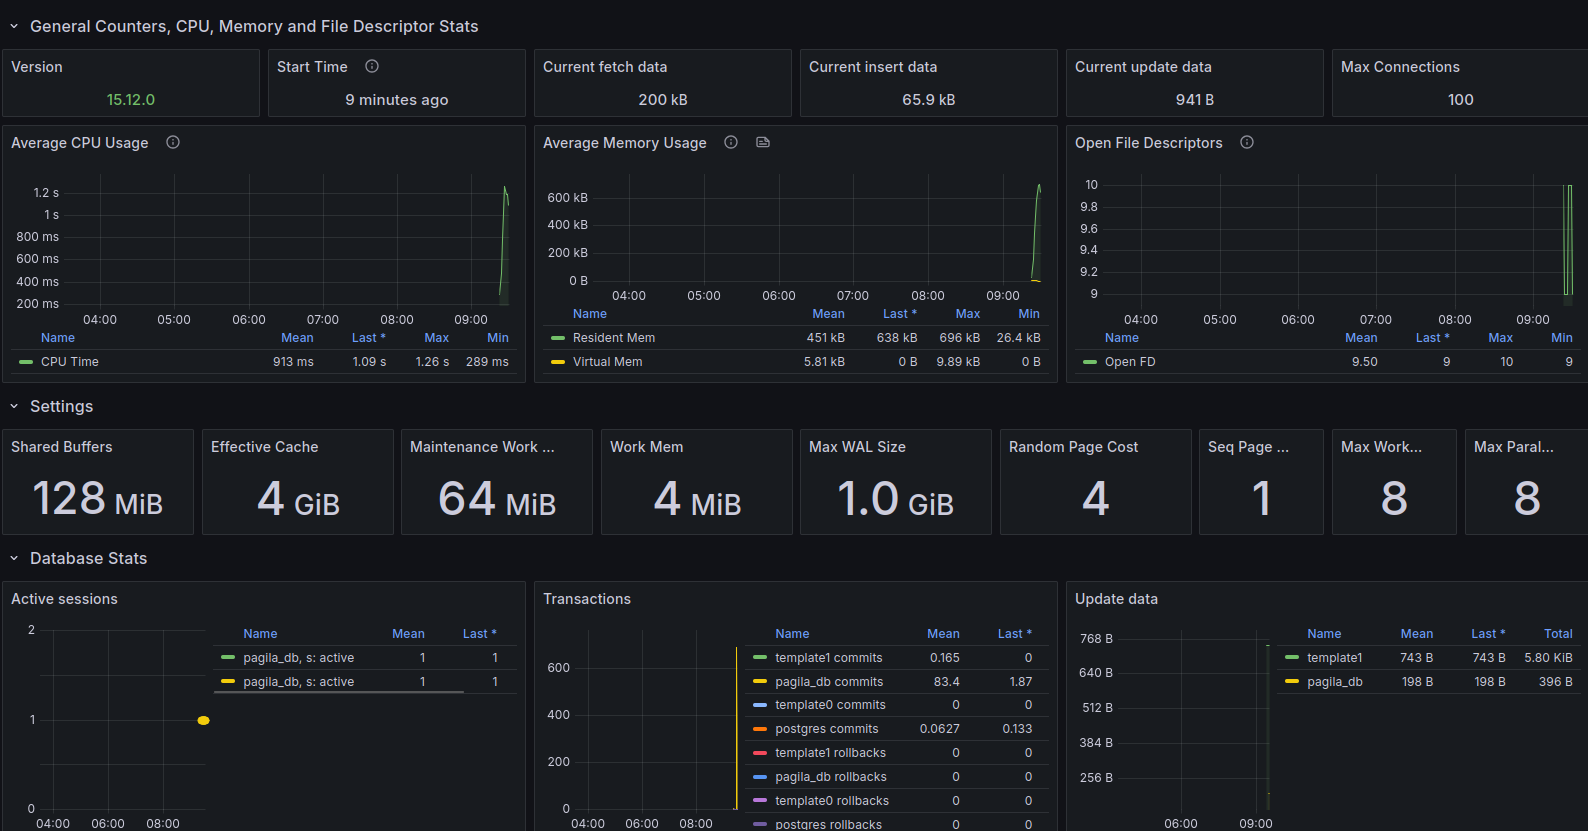 General Counters, CPU, Memory and File Descriptor Stats
Version
15.12.0
Start Time
9 minutes ago
Current fetch data
200 kB
Current insert data
65.9 kB
Current update data
941 B
Max Connections
100
Average CPU Usage
1.2 s
1 s
800 ms
600 ms
400 ms
200 ms
04:00 05:00 06:00 07:00 08:00 09:00
Name Mean Last * Max Min
CPU Time 913 ms 1.09 s 1.26 s 289 ms
Average Memory Usage
600 kB
400 kB
200 kB
0 B
04:00 05:00 06:00 07:00 08:00 09:00
Name Mean Last * Max Min
Resident Mem 451 kB 638 kB 696 kB 26.4 kB
Virtual Mem 5.81 kB 0 B 9.89 kB 0 B
Open File Descriptors
10
9.8
9.6
9.4
9.2
9
04:00 05:00 06:00 07:00 08:00 09:00
Name Mean Last * Max Min
Open FD 9.50 9 10 9
Settings
Shared Buffers
128 MiB
Effective Cache
4 GiB
Maintenance Work ...
64 MiB
Work Mem
4 MiB
Max WAL Size
1.0 GiB
Random Page Cost
4
Seq Page ...
1
Max Work...
8
Max Paral...
8
Database Stats
Active sessions
2
1
0
04:00 06:00 08:00
Name Mean Last *
pagila_db, s: active 1 1
pagila_db, s: active 1 1
Transactions
600
400
200
0
04:00 06:00 08:00
Name Mean Last *
template1 commits 0.165 0
pagila_db commits 83.4 1.87
template0 commits 0 0
postgres commits 0.0627 0.133
template1 rollbacks 0 0
pagila_db rollbacks 0 0
template0 rollbacks 0 0
postgres rollbacks 0 0
Update data
768 B
640 B
512 B
384 B
256 B
06:00 09:00
Name Mean Last * Total
template1 743 B 743 B 5.80 KiB
pagila_db 198 B 198 B 396 B